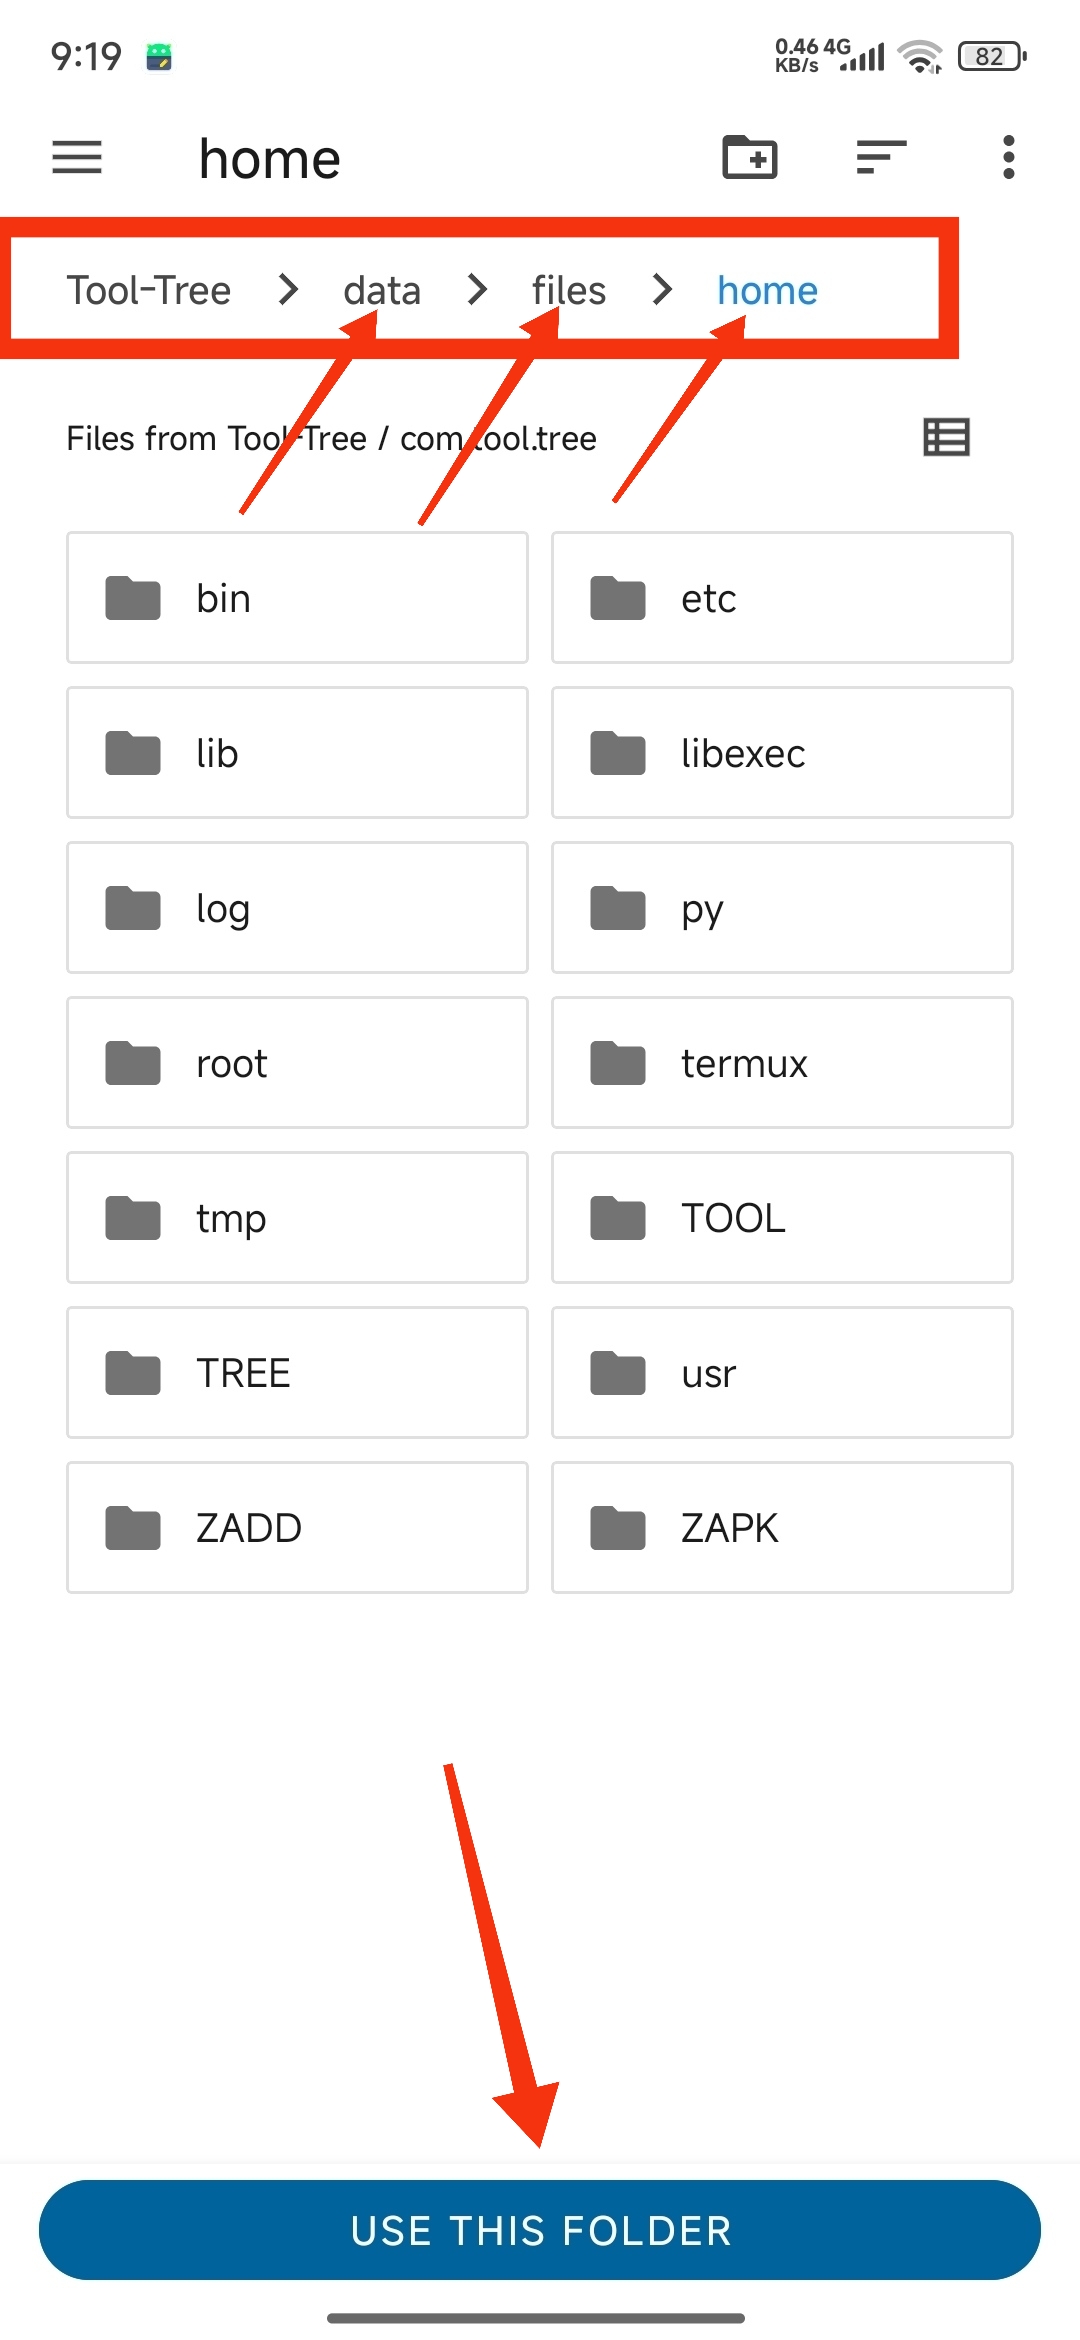 9:19
0.46 4G
KB/s
82
home
Tool-Tree > data > files > home
Files from Tool-Tree / com.tool.tree
bin
etc
lib
libexec
log
py
root
termux
tmp
TOOL
TREE
usr
ZADD
ZAPK
USE THIS FOLDER